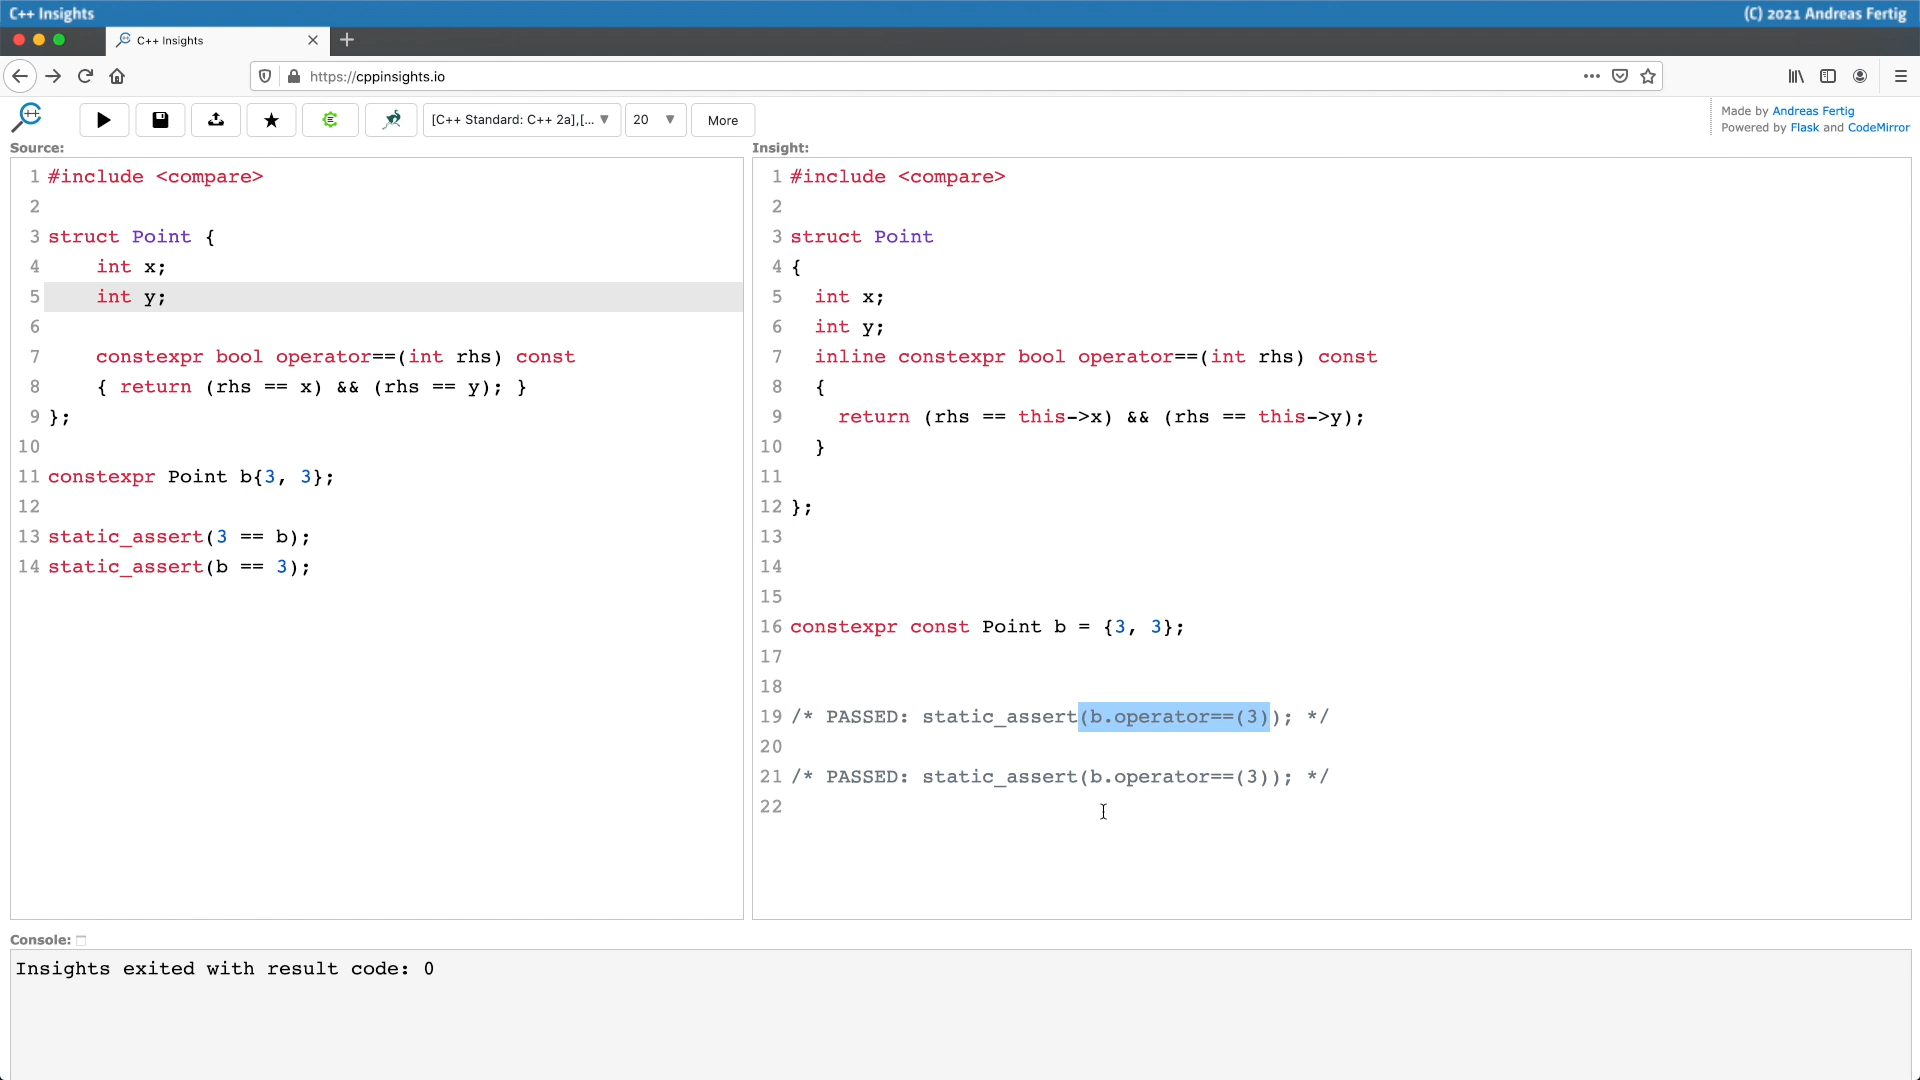 C++ Insights
(C) 2021 Andreas Fertig
C++ Insights
https://cppinsights.io
[C++ Standard: C++ 2a],[...
20
More
Made by Andreas Fertig
Powered by Flask and CodeMirror
Source:
1 #include <compare>
2
3 struct Point {
4     int x;
5     int y;
6
7     constexpr bool operator==(int rhs) const
8     { return (rhs == x) && (rhs == y); }
9 };
10
11 constexpr Point b{3, 3};
12
13 static_assert(3 == b);
14 static_assert(b == 3);
Insight:
1 #include <compare>
2
3 struct Point
4 {
5   int x;
6   int y;
7   inline constexpr bool operator==(int rhs) const
8   {
9     return (rhs == this->x) && (rhs == this->y);
10   }
11
12 };
13
14
15
16 constexpr const Point b = {3, 3};
17
18
19 /* PASSED: static_assert(b.operator==(3)); */
20
21 /* PASSED: static_assert(b.operator==(3)); */
22
Console:
Insights exited with result code: 0